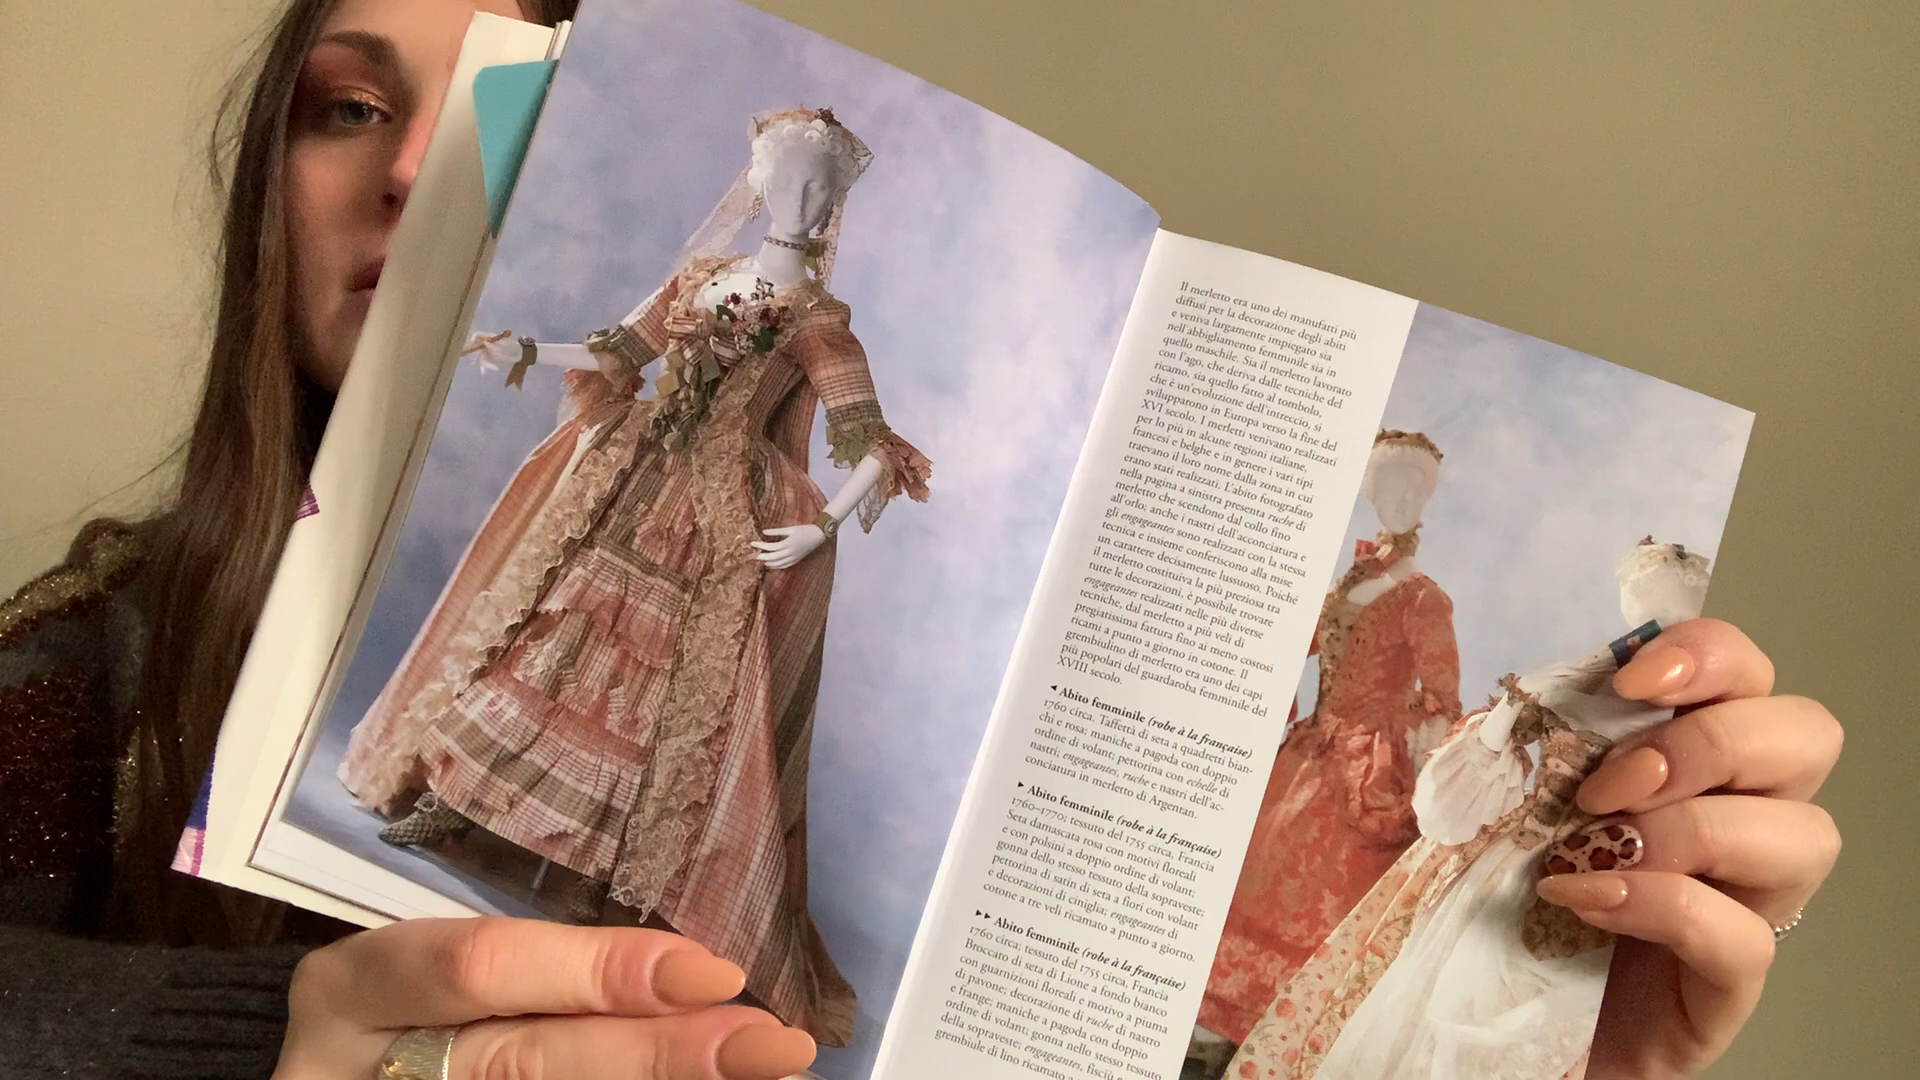 Il merletto era uno dei manufatti più
diffusi per la decorazione degli abiti
e veniva largamente impiegato sia
nell'abbigliamento femminile sia in
quello maschile. Sia il merletto lavorato
con l'ago, che deriva dalle tecniche del
ricamo, sia quello fatto al tombolo,
che è un'evoluzione dell'intreccio, si
svilupparono in Europa verso la fine del
XVI secolo. I merletti venivano realizzati
per lo più in alcune regioni italiane,
francesi e belghe e in genere i vari tipi
traevano il loro nome dalla zona in cui
erano stati realizzati. L'abito fotografato
nella pagina a sinistra presenta ruche di
merletto che scendono dal collo fino
all'orlo; anche i nastri dell'acconciatura e
gli engageantes sono realizzati con la stessa
tecnica e insieme conferiscono alla mise
un carattere decisamente lussuoso. Poiché
il merletto costituiva la più preziosa tra
tutte le decorazioni, è possibile trovare
engageantes realizzati nelle più diverse
tecniche, dal merletto a più veli di
pregiatissima fattura fino ai meno costosi
ricami a punto a giorno in cotone. Il
grembiulino di merletto era uno dei capi
più popolari del guardaroba femminile del
XVIII secolo.
◄ Abito femminile (robe à la française)
1760 circa. Taffettà di seta a quadretti bian-
chi e rosa; maniche a pagoda con doppio
ordine di volant; pettorina con echelle di
nastri; engageantes, ruche e nastri dell'ac-
conciatura in merletto di Argentan.
► Abito femminile (robe à la française)
1760–1770; tessuto del 1755 circa, Francia
Seta damascata rosa con motivi floreali
e con polsini a doppio ordine di volant;
gonna dello stesso tessuto della sopraveste;
pettorina di satin di seta a fiori con volant
e decorazioni di ciniglia; engageantes di
cotone a tre veli ricamato a punto a giorno.
►► Abito femminile (robe à la française)
1760 circa; tessuto del 1755 circa, Francia
Broccato di seta di Lione a fondo bianco
con guarnizioni floreali e motivo a piuma
di pavone; decorazione di ruche di nastro
e frange; maniche a pagoda con doppio
ordine di volant; gonna nello stesso tessuto
della sopraveste; engageantes, fisciù e
grembiule di lino ricamato